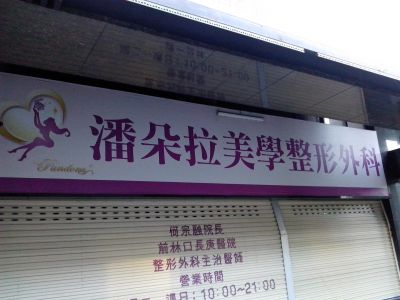 潘朵拉美學整形外科
Pandora
何宗融院長
前林口長庚醫院
整形外科主治醫師
營業時間
10:00~21:00